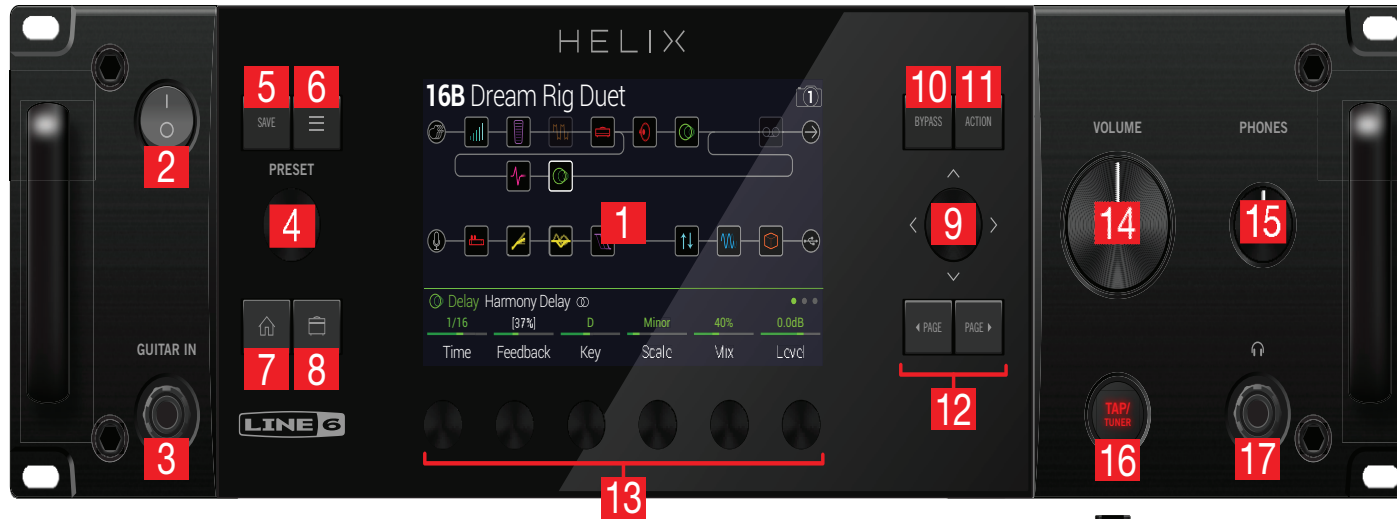 HELIX
5
6
SAVE
2
PRESET
4
7
8
GUITAR IN
3
LINE 6
16B Dream Rig Duet
1
1
Delay Harmony Delay
1/16 [37%] D Minor 40% 0.0dB
Time Feedback Key Scale Mix Level
13
10
11
BYPASS
ACTION
9
PAGE
PAGE
12
VOLUME
PHONES
14
15
TAP/
TUNER
16
17